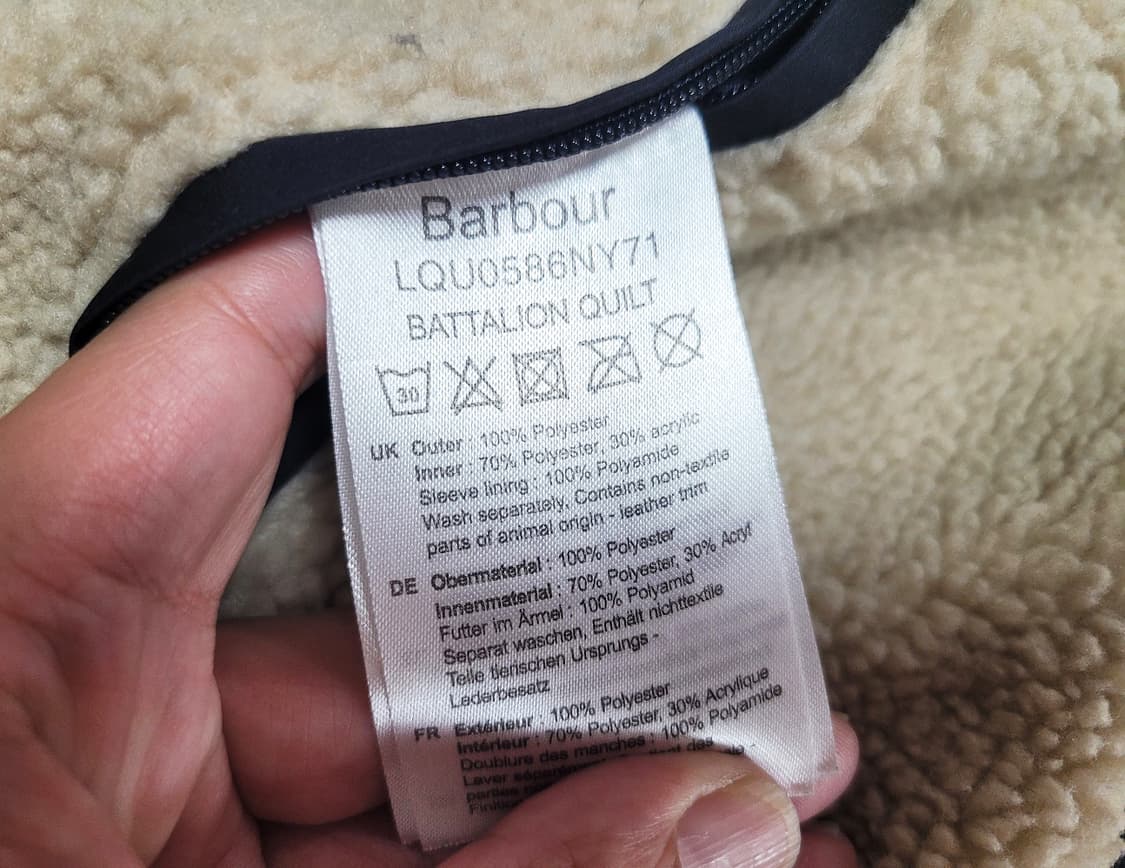 Barbour
LQU0586NY71
BATTALION QUILT
30
UK Outer : 100% Polyester
Inner : 70% Polyester, 30% acrylic
Sleeve lining : 100% Polyamide
Wash separately, Contains non-textile
parts of animal origin - leather trim
DE Obermaterial : 100% Polyester
Innenmaterial : 70% Polyester, 30% Acryl
Futter im Ärmel : 100% Polyamid
Separat waschen, Enthält nichttextile
Teile tierischen Ursprungs -
Lederbesatz
FR Extérieur : 100% Polyester
Intérieur : 70% Polyester, 30% Acrylique
Doublure des manches : 100% Polyamide
Laver des
parties